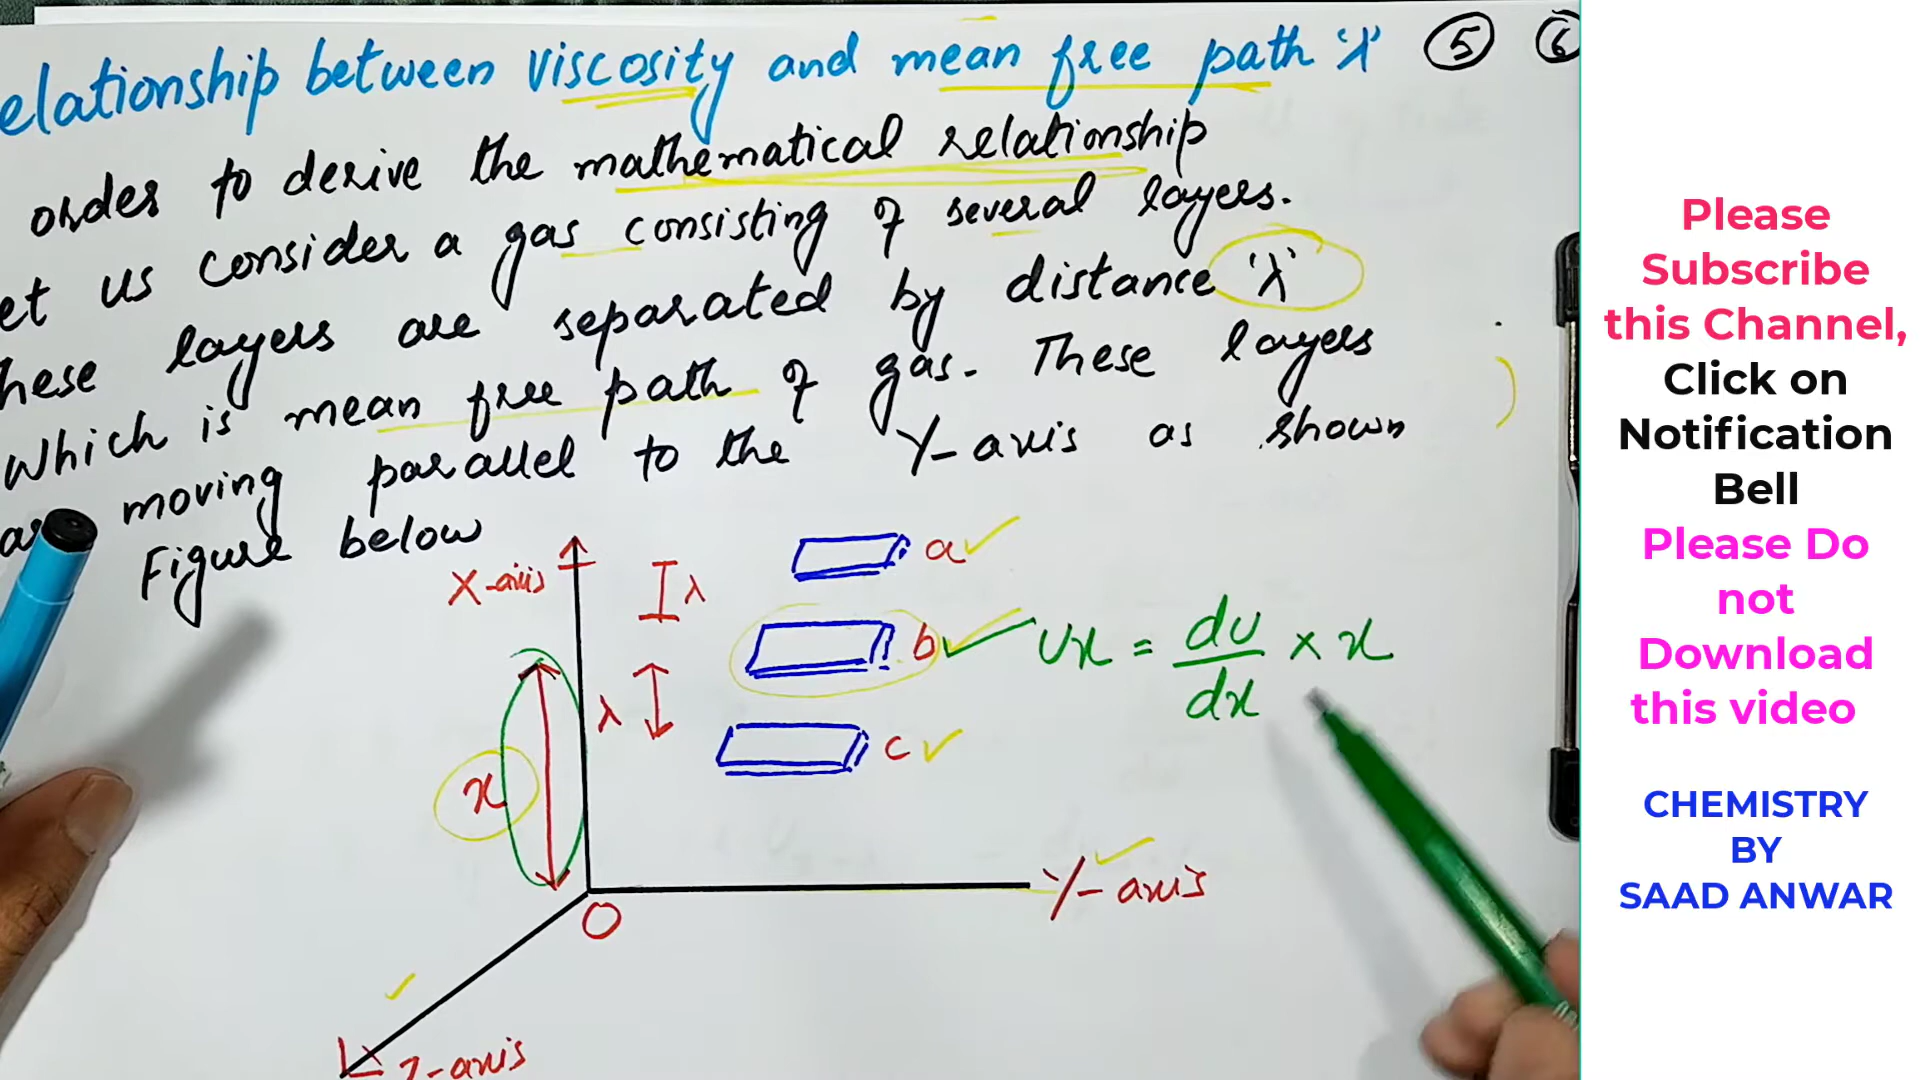 elationship between viscosity and mean free path 'λ' 5 6
order to derive the mathematical relationship
et us consider a gas consisting of several layers.
hese layers are separated by distance 'λ'
which is mean free path of gas. These layers
ar moving parallel to the Y-axis as shown
Figure below
X-axis
λ
a
b
vx = dv/dx × x
λ
c
x
Y-axis
O
Z-axis
Please
Subscribe
this Channel,
Click on
Notification
Bell
Please Do
not
Download
this video
CHEMISTRY
BY
SAAD ANWAR